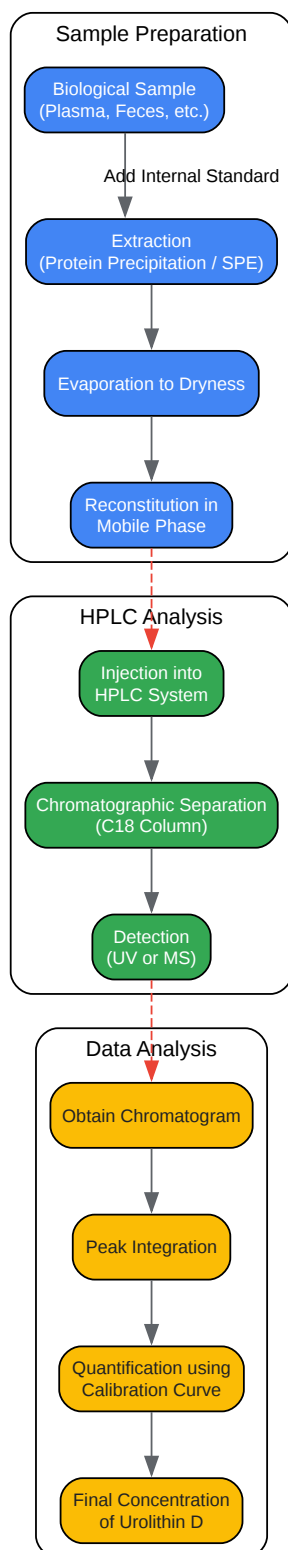 Sample Preparation
Biological Sample
(Plasma, Feces, etc.)
Add Internal Standard
Extraction
(Protein Precipitation / SPE)
Evaporation to Dryness
Reconstitution in
Mobile Phase
HPLC Analysis
Injection into
HPLC System
Chromatographic Separation
(C18 Column)
Detection
(UV or MS)
Data Analysis
Obtain Chromatogram
Peak Integration
Quantification using
Calibration Curve
Final Concentration
of Urolithin D